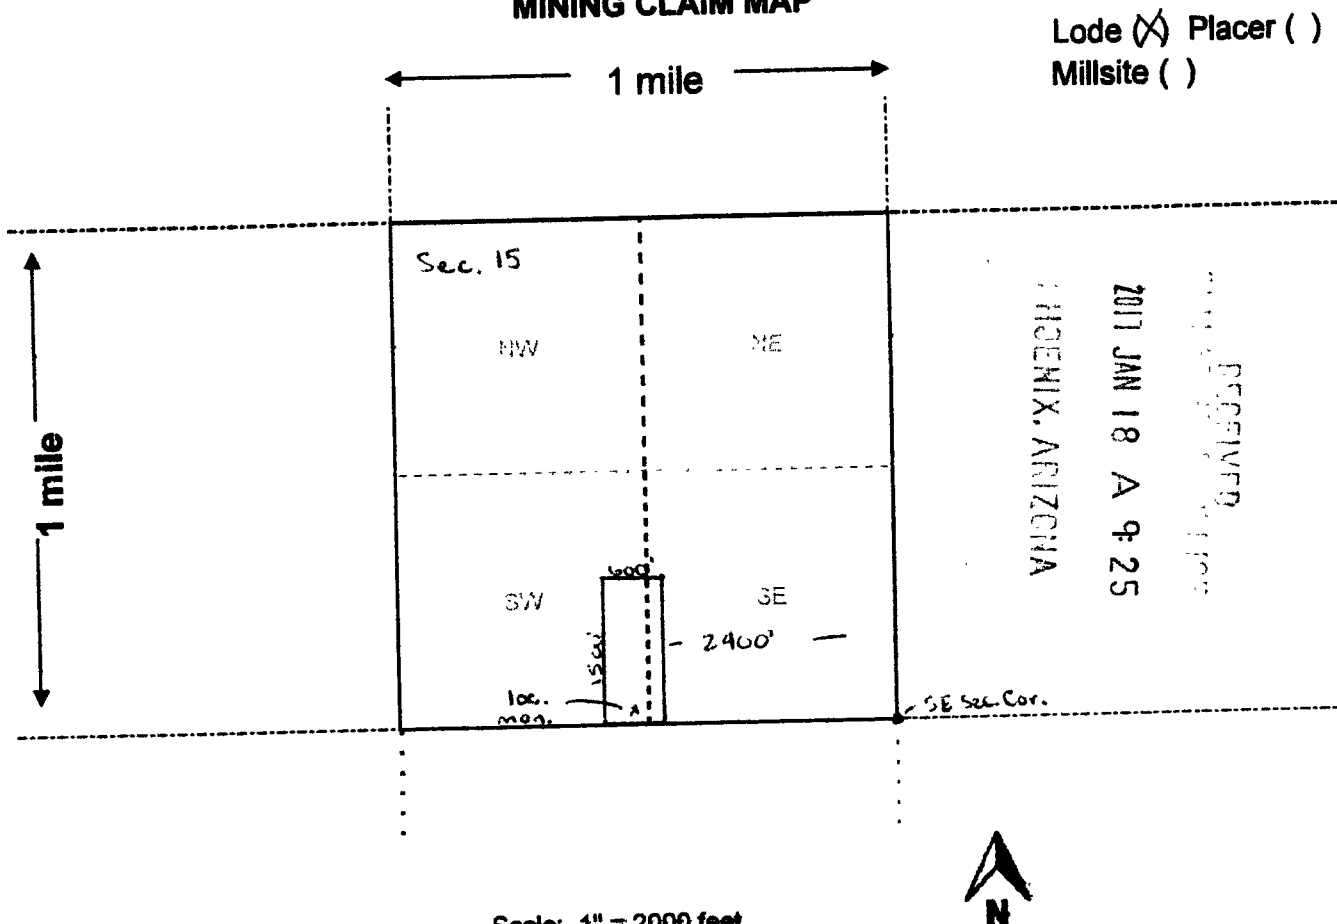 MINING CLAIM MAP
Lode (X) Placer ( )
Millsite ( )
1 mile
1 mile
Sec. 15
NW
NE
SW
SE
600'
1500'
2400'
loc.
mon.
SE Sec. Cor.
RECEIVED
2017 JAN 18 A 9:25
PHOENIX, ARIZONA
N
Scale: 1" = 2000 feet